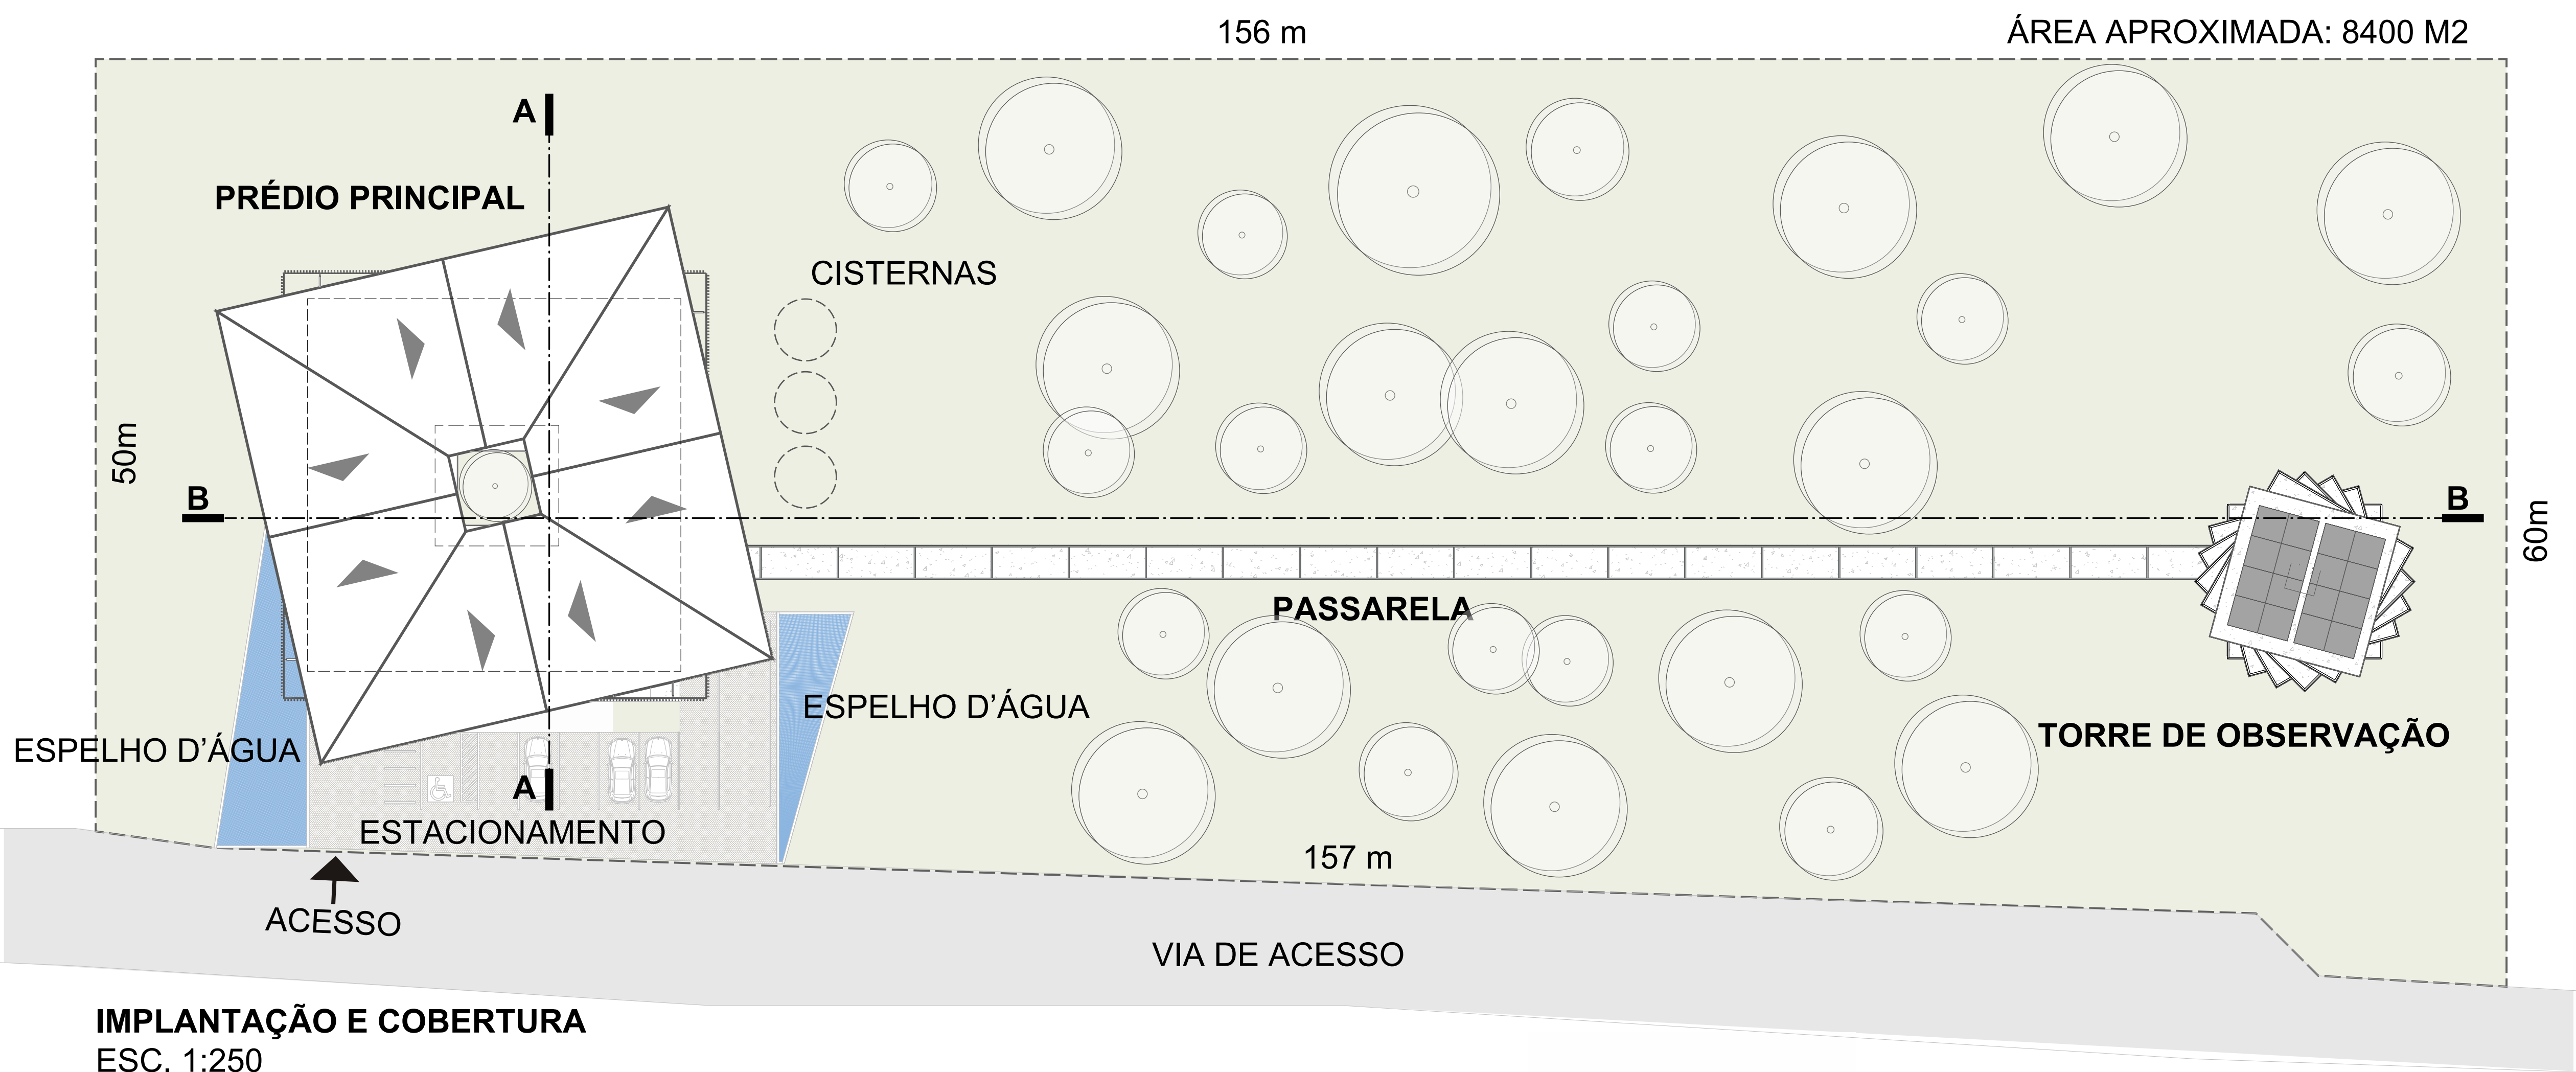 156 m
ÁREA APROXIMADA: 8400 M2
A
PRÉDIO PRINCIPAL
CISTERNAS
50m
B
B
60m
PASSARELA
ESPELHO D’ÁGUA
TORRE DE OBSERVAÇÃO
ESPELHO D’ÁGUA
A
ESTACIONAMENTO
157 m
ACESSO
VIA DE ACESSO
IMPLANTAÇÃO E COBERTURA
ESC. 1:250